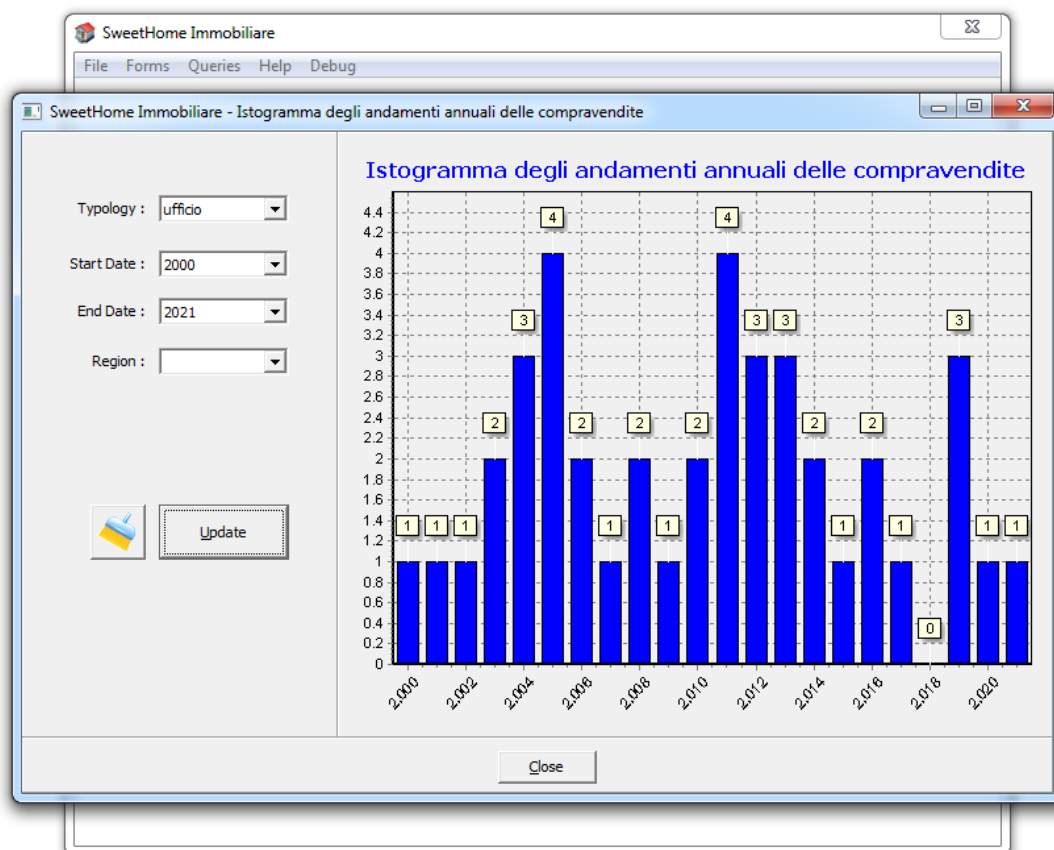 SweetHome Immobiliare
File Forms Queries Help Debug
SweetHome Immobiliare - Istogramma degli andamenti annuali delle compravendite
Typology : ufficio
Start Date : 2000
End Date : 2021
Region :
Update
Istogramma degli andamenti annuali delle compravendite
4.4
4.2
4
3.8
3.6
3.4
3.2
3
2.8
2.6
2.4
2.2
2
1.8
1.6
1.4
1.2
1
0.8
0.6
0.4
0.2
0
1 1 1 2 3 4 2 1 2 1 2 4 3 3 2 1 2 1 0 3 1 1
2.000 2.002 2.004 2.006 2.008 2.010 2.012 2.014 2.016 2.018 2.020
Close